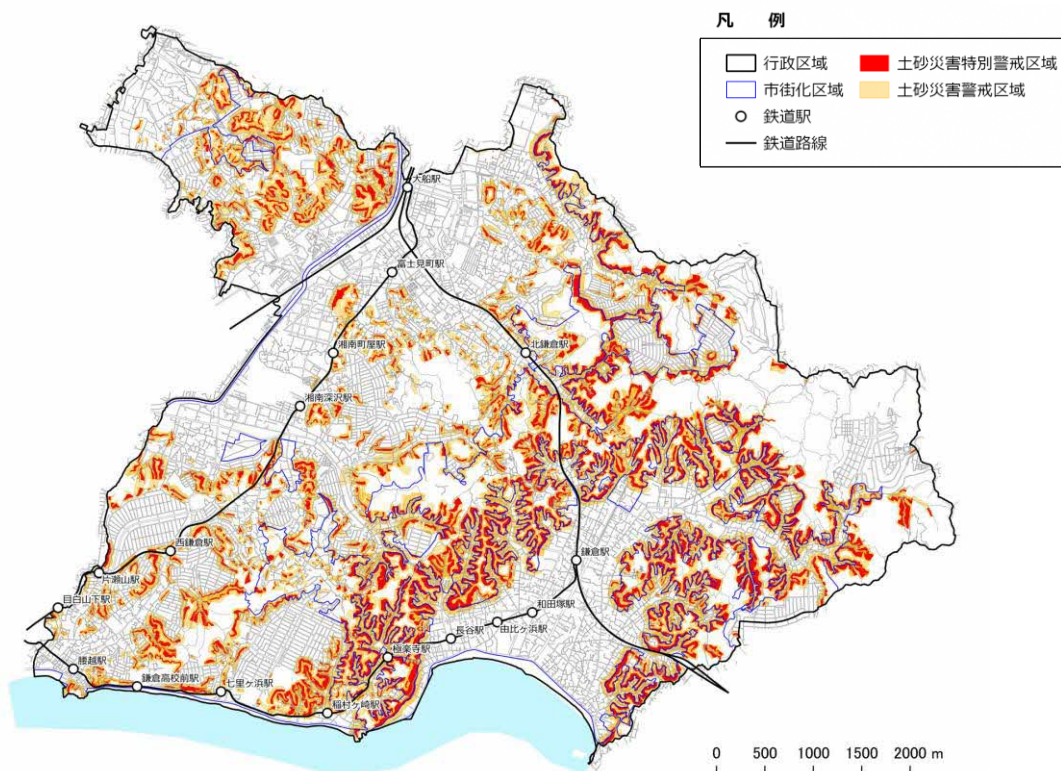 凡 例
行政区域
土砂災害特別警戒区域
市街化区域
土砂災害警戒区域
鉄道駅
鉄道路線
大船駅
富士見町駅
湘南町屋駅
北鎌倉駅
湘南深沢駅
西鎌倉駅
鎌倉駅
片瀬山駅
目白山下駅
和田塚駅
由比ヶ浜駅
長谷駅
極楽寺駅
腰越駅
鎌倉高校前駅
七里ヶ浜駅
稲村ヶ崎駅
0 500 1000 1500 2000 m